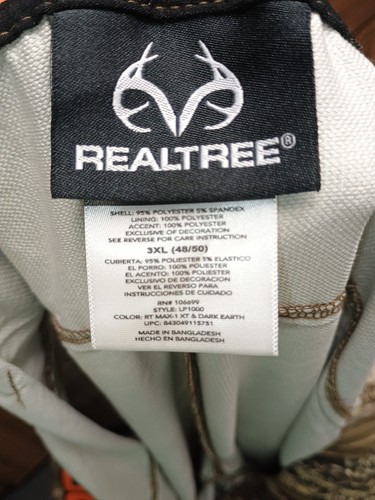 REALTREE®
SHELL: 95% POLYESTER 5% SPANDEX
LINING: 100% POLYESTER
ACCENT: 100% POLYESTER
EXCLUSIVE OF DECORATION
SEE REVERSE FOR CARE INSTRUCTION
3XL (48/50)
CUBIERTA: 95% POLIESTER 5% ELASTICO
EL FORRO: 100% POLIESTER
EL ACENTO: 100% POLIESTER
EXCLUSIVO DE DECORACION
VER EL REVERSO PARA
INSTRUCCIONES DE CUIDADO
RN# 106699
STYLE: LP1000
COLOR: RT MAX-1 XT & DARK EARTH
UPC: 843049115751
MADE IN BANGLADESH
HECHO EN BANGLADESH